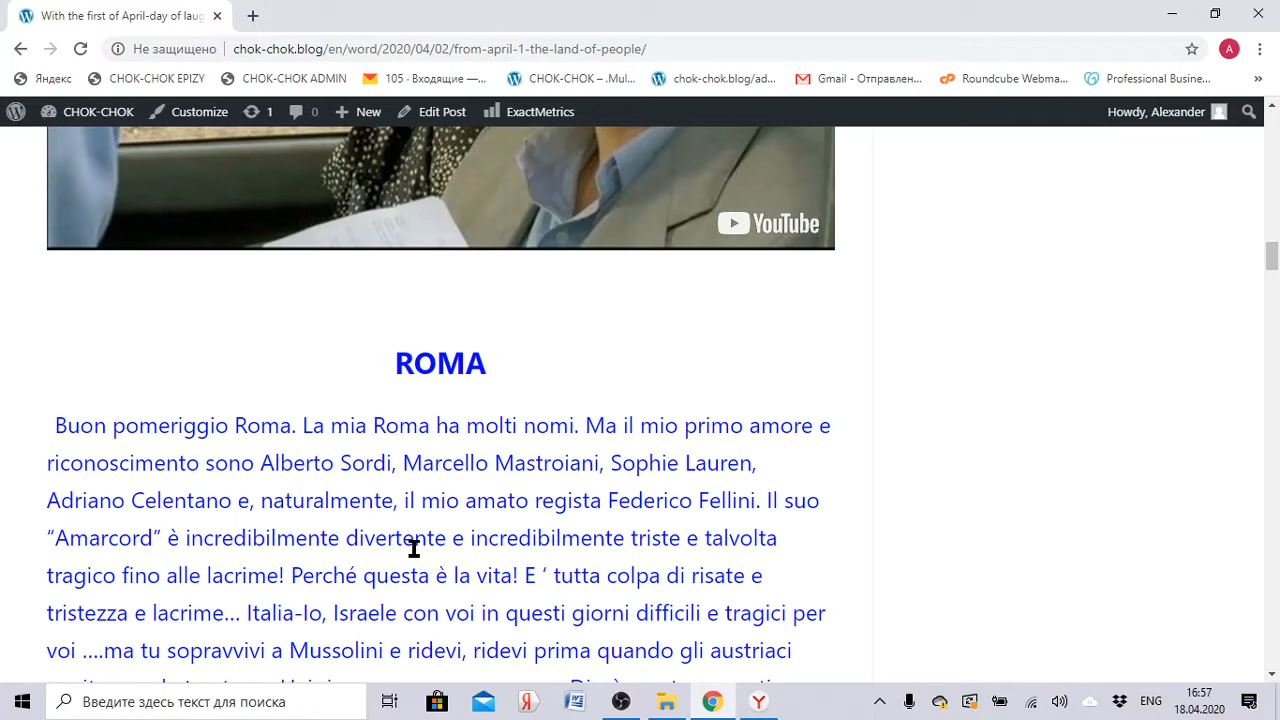 With the first of April-day of laug
Не защищено
chok-chok.blog/en/word/2020/04/02/from-april-1-the-land-of-people/
A
Яндекс
CHOK-CHOK EPIZY
CHOK-CHOK ADMIN
105 · Входящие —...
CHOK-CHOK – .Mul...
chok-chok.blog/ad...
Gmail - Отправлен...
Roundcube Webma...
Professional Busine...
»
CHOK-CHOK
Customize
1
0
New
Edit Post
ExactMetrics
Howdy, Alexander
YouTube
ROMA
Buon pomeriggio Roma. La mia Roma ha molti nomi. Ma il mio primo amore e
riconoscimento sono Alberto Sordi, Marcello Mastroiani, Sophie Lauren,
Adriano Celentano e, naturalmente, il mio amato regista Federico Fellini. Il suo
“Amarcord” è incredibilmente divertente e incredibilmente triste e talvolta
tragico fino alle lacrime! Perché questa è la vita! E ‘ tutta colpa di risate e
tristezza e lacrime... Italia-Io, Israele con voi in questi giorni difficili e tragici per
voi ....ma tu sopravvivi a Mussolini e ridevi, ridevi prima quando gli austriaci
Введите здесь текст для поиска
Я
W
Y
ENG
16:57
18.04.2020